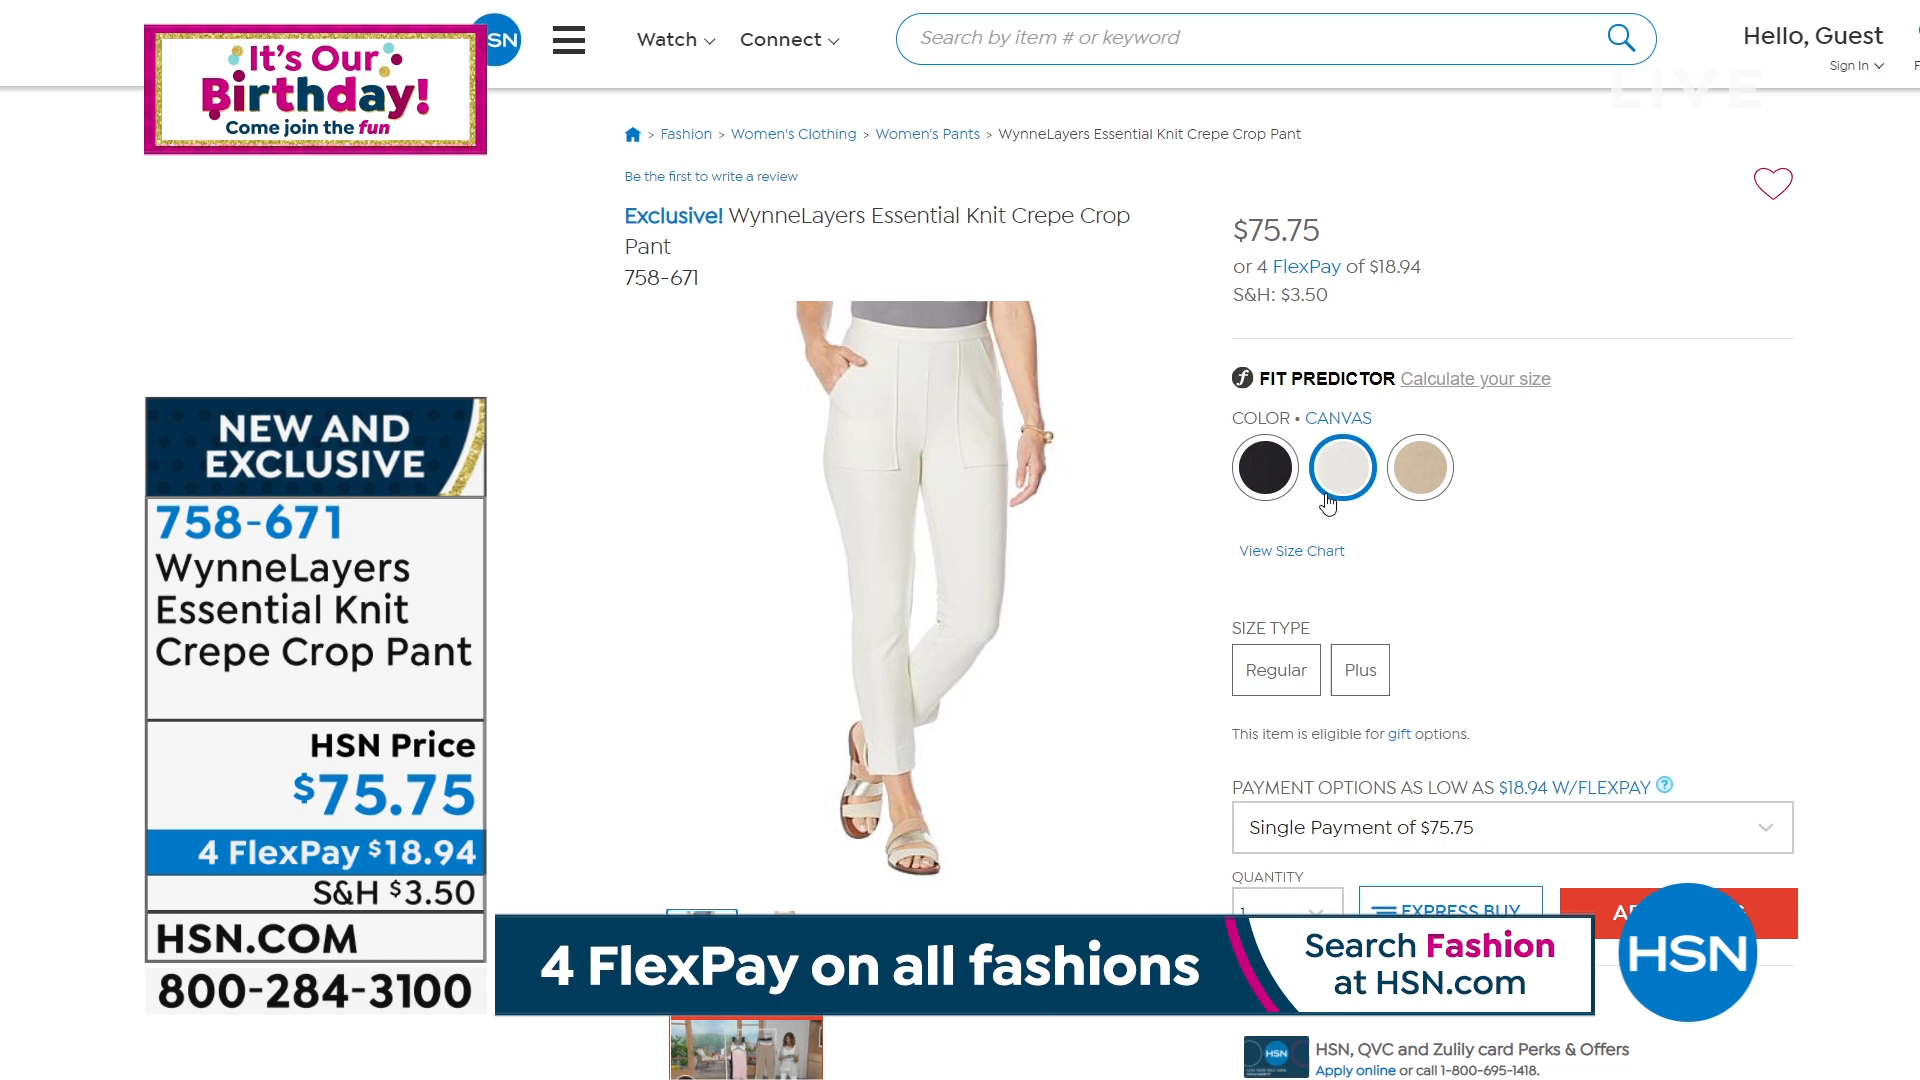 It's Our
Birthday!
Come join the fun
SN
Watch
Connect
Search by item # or keyword
Hello, Guest
Sign In
LIVE
> Fashion > Women's Clothing > Women's Pants > WynneLayers Essential Knit Crepe Crop Pant
Be the first to write a review
Exclusive! WynneLayers Essential Knit Crepe Crop
Pant
758-671
$75.75
or 4 FlexPay of $18.94
S&H: $3.50
FIT PREDICTOR Calculate your size
COLOR • CANVAS
View Size Chart
SIZE TYPE
Regular
Plus
This item is eligible for gift options.
PAYMENT OPTIONS AS LOW AS $18.94 W/FLEXPAY ?
Single Payment of $75.75
QUANTITY
1
EXPRESS BUY
NEW AND
EXCLUSIVE
758-671
WynneLayers
Essential Knit
Crepe Crop Pant
HSN Price
$75.75
4 FlexPay $18.94
S&H $3.50
HSN.COM
800-284-3100
4 FlexPay on all fashions
Search Fashion
at HSN.com
HSN
HSN
HSN, QVC and Zulily card Perks & Offers
Apply online or call 1-800-695-1418.